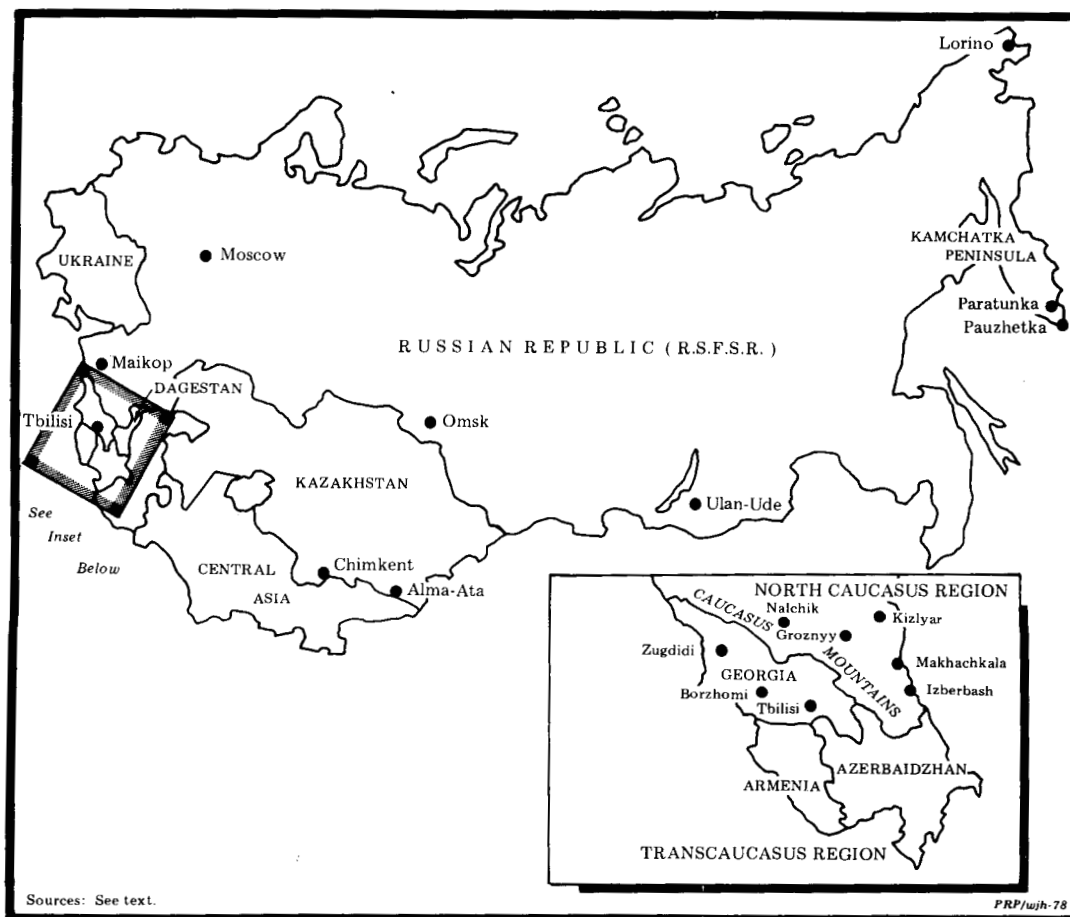 Lorino
KAMCHATKA
PENINSULA
UKRAINE
Moscow
Paratunka
Pauzhetka
RUSSIAN REPUBLIC (R.S.F.S.R.)
Maikop
DAGESTAN
Tbilisi
Omsk
KAZAKHSTAN
See
Inset
Below
Ulan-Ude
CENTRAL
ASIA
Chimkent
Alma-Ata
NORTH CAUCASUS REGION
CAUCASUS
MOUNTAINS
Nalchik
Kizlyar
Groznyy
Zugdidi
Makhachkala
GEORGIA
Izberbash
Borzhomi
Tbilisi
AZERBAIDZHAN
ARMENIA
TRANSCAUCASUS REGION
Sources: See text.
PRP/wjh-78